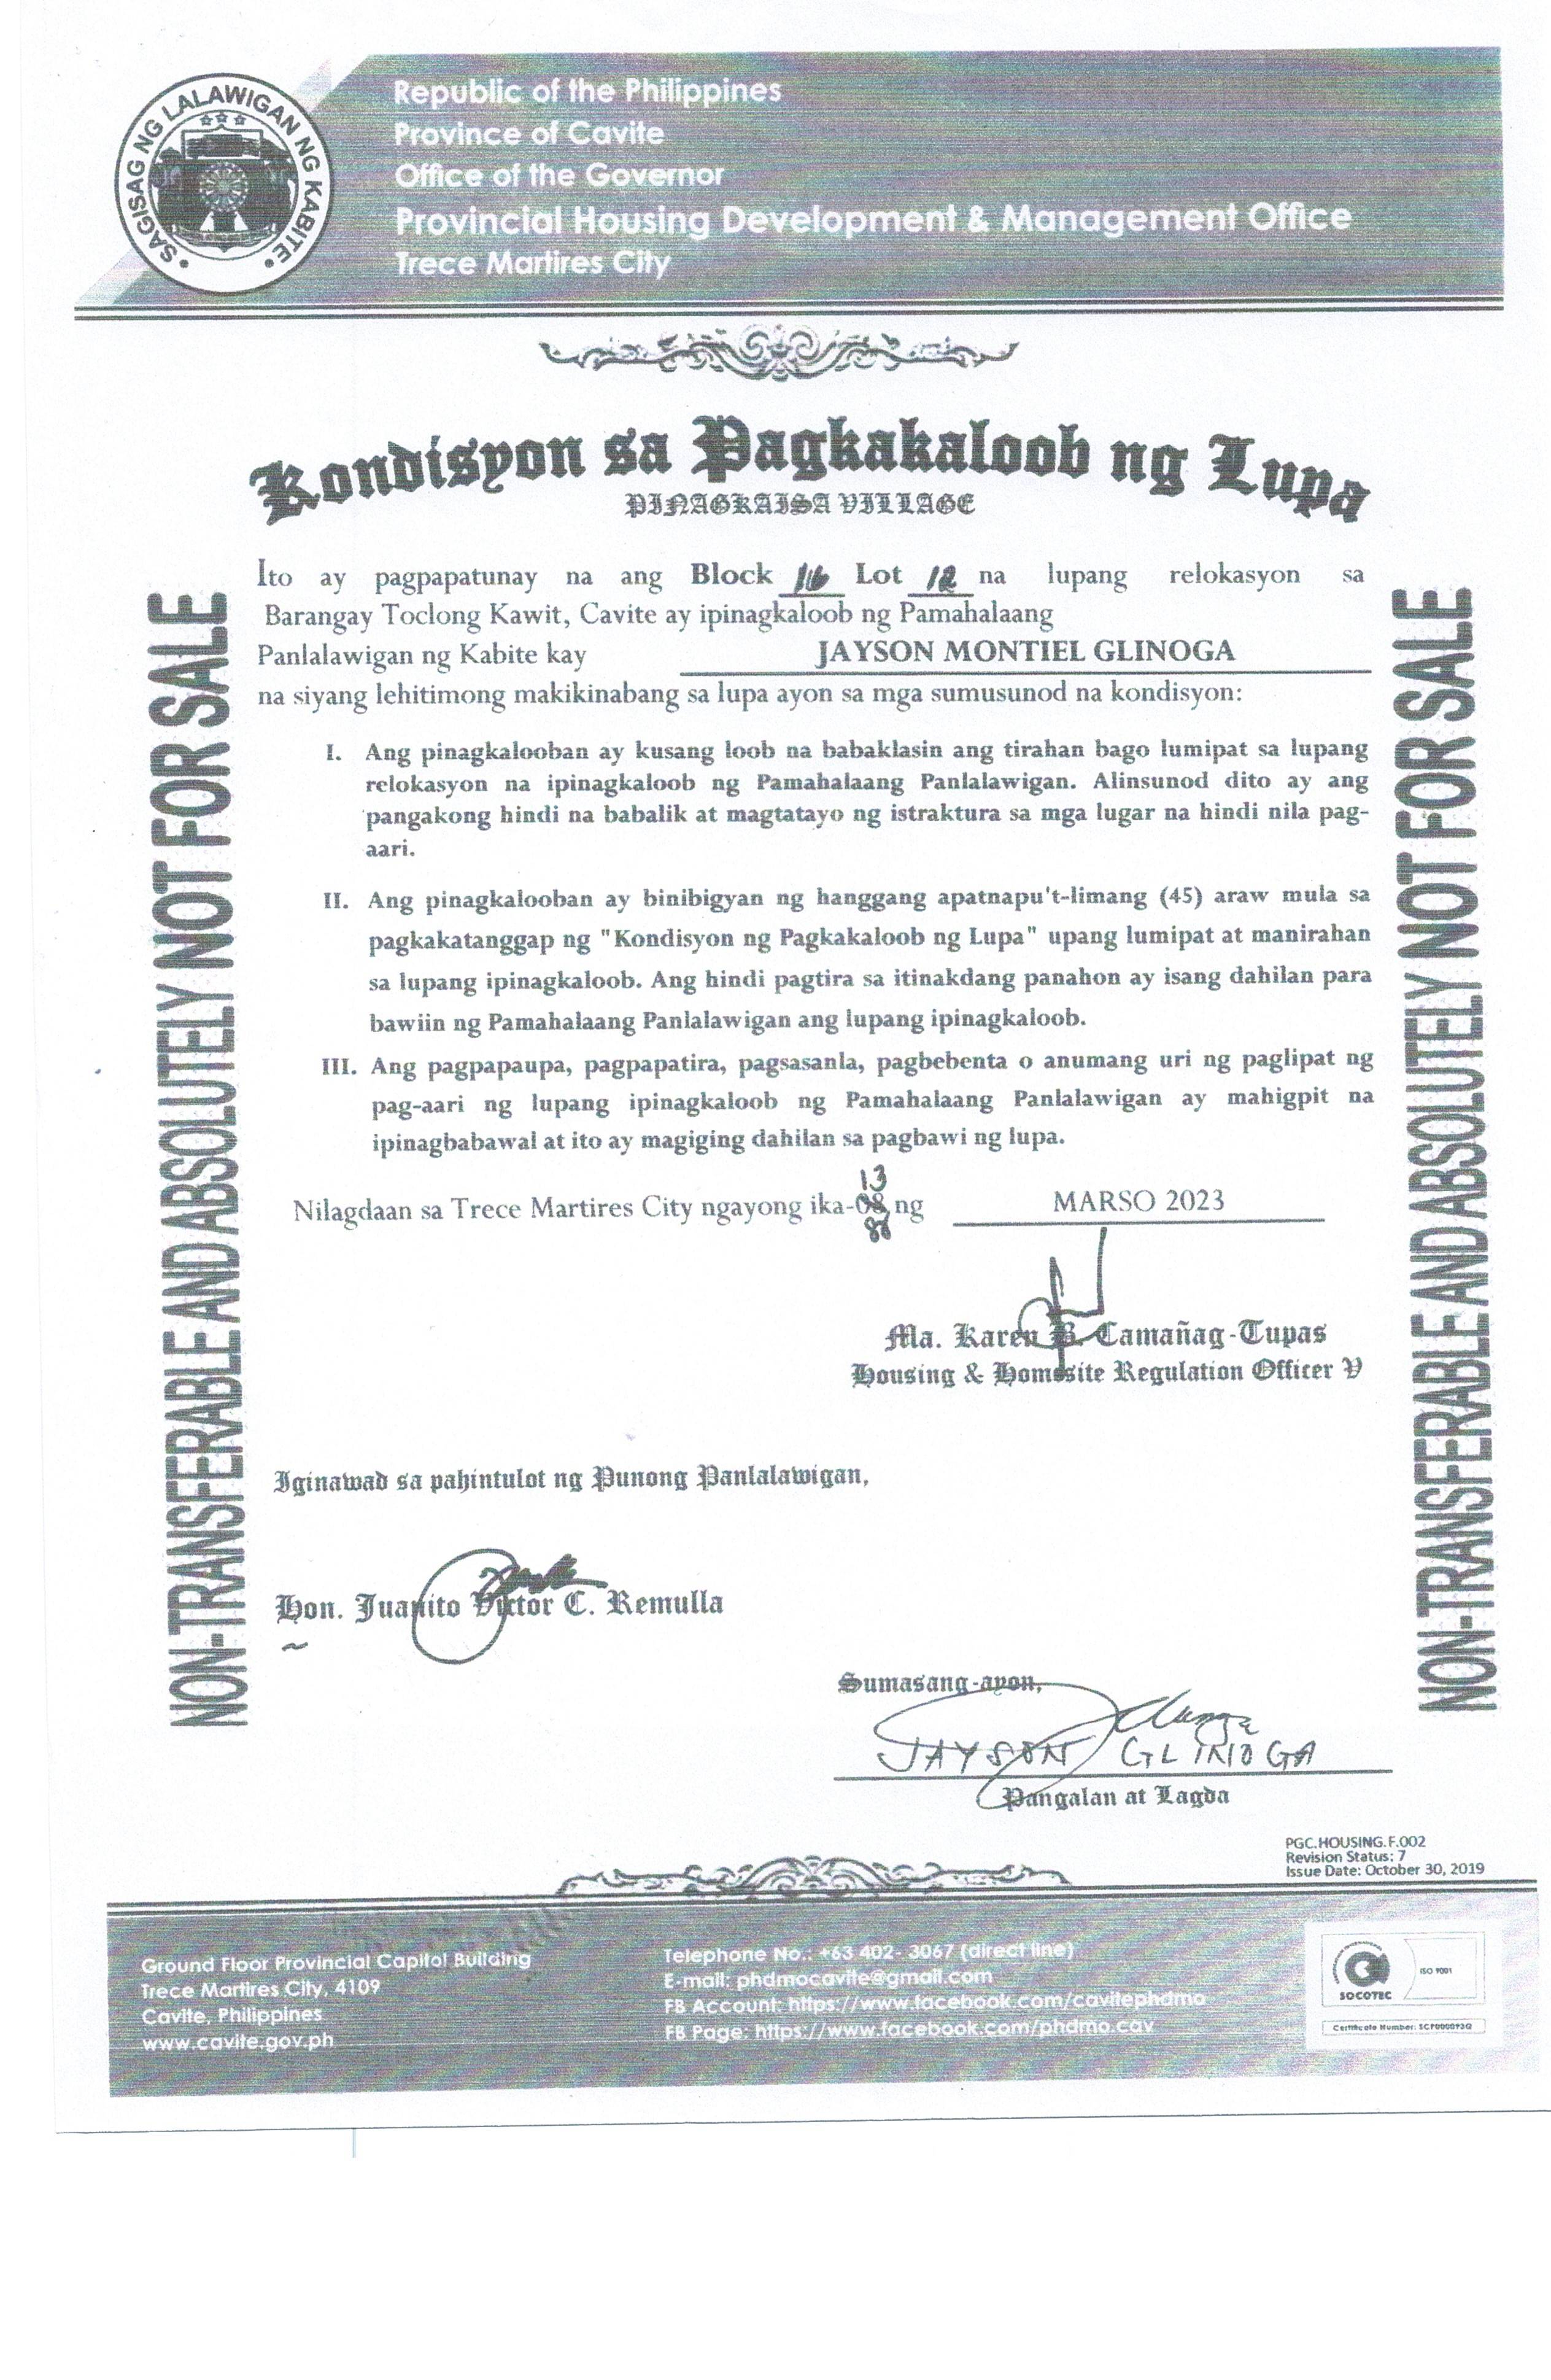 SAGISAG NG LALAWIGAN NG KABITE
Republic of the Philippines
Province of Cavite
Office of the Governor
Provincial Housing Development & Management Office
Trece Martires City
Kondisyon sa Pagkakaloob ng Lupa
PINAGKAISA VILLAGE
Ito ay pagpapatunay na ang Block 16 Lot 12 na lupang relokasyon sa
Barangay Toclong Kawit, Cavite ay ipinagkaloob ng Pamahalaang
Panlalawigan ng Kabite kay JAYSON MONTIEL GLINOGA
na siyang lehitimong makikinabang sa lupa ayon sa mga sumusunod na kondisyon:
I. Ang pinagkalooban ay kusang loob na babaklasin ang tirahan bago lumipat sa lupang
relokasyon na ipinagkaloob ng Pamahalaang Panlalawigan. Alinsunod dito ay ang
pangakong hindi na babalik at magtatayo ng istraktura sa mga lugar na hindi nila pag-
aari.
II. Ang pinagkalooban ay binibigyan ng hanggang apatnapu't-limang (45) araw mula sa
pagkakatanggap ng "Kondisyon ng Pagkakaloob ng Lupa" upang lumipat at manirahan
sa lupang ipinagkaloob. Ang hindi pagtira sa itinakdang panahon ay isang dahilan para
bawiin ng Pamahalaang Panlalawigan ang lupang ipinagkaloob.
III. Ang pagpapaupa, pagpapatira, pagsasanla, pagbebenta o anumang uri ng paglipat ng
pag-aari ng lupang ipinagkaloob ng Pamahalaang Panlalawigan ay mahigpit na
ipinagbabawal at ito ay magiging dahilan sa pagbawi ng lupa.
13
Nilagdaan sa Trece Martires City ngayong ika-08 ng MARSO 2023
Ma. Karen B. Camañag-Tupas
Housing & Homesite Regulation Officer V
Iginawad sa pahintulot ng Punong Panlalawigan,
Hon. Juanito Victor C. Remulla
Sumasang-ayon,
JAYSON GLINOGA
Pangalan at Lagda
NON-TRANSFERABLE AND ABSOLUTELY NOT FOR SALE
NON-TRANSFERABLE AND ABSOLUTELY NOT FOR SALE
PGC.HOUSING.F.002
Revision Status: 7
Issue Date: October 30, 2019
Ground Floor Provincial Capitol Building
Trece Martires City, 4109
Cavite, Philippines
www.cavite.gov.ph
Telephone No.: +63 402- 3067 (direct line)
E-mail: phdmocavite@gmail.com
FB Account: https://www.facebook.com/cavitephdmo
FB Page: https://www.facebook.com/phdmo.cav
SOCOTEC
ISO 9001
Certificate Number: